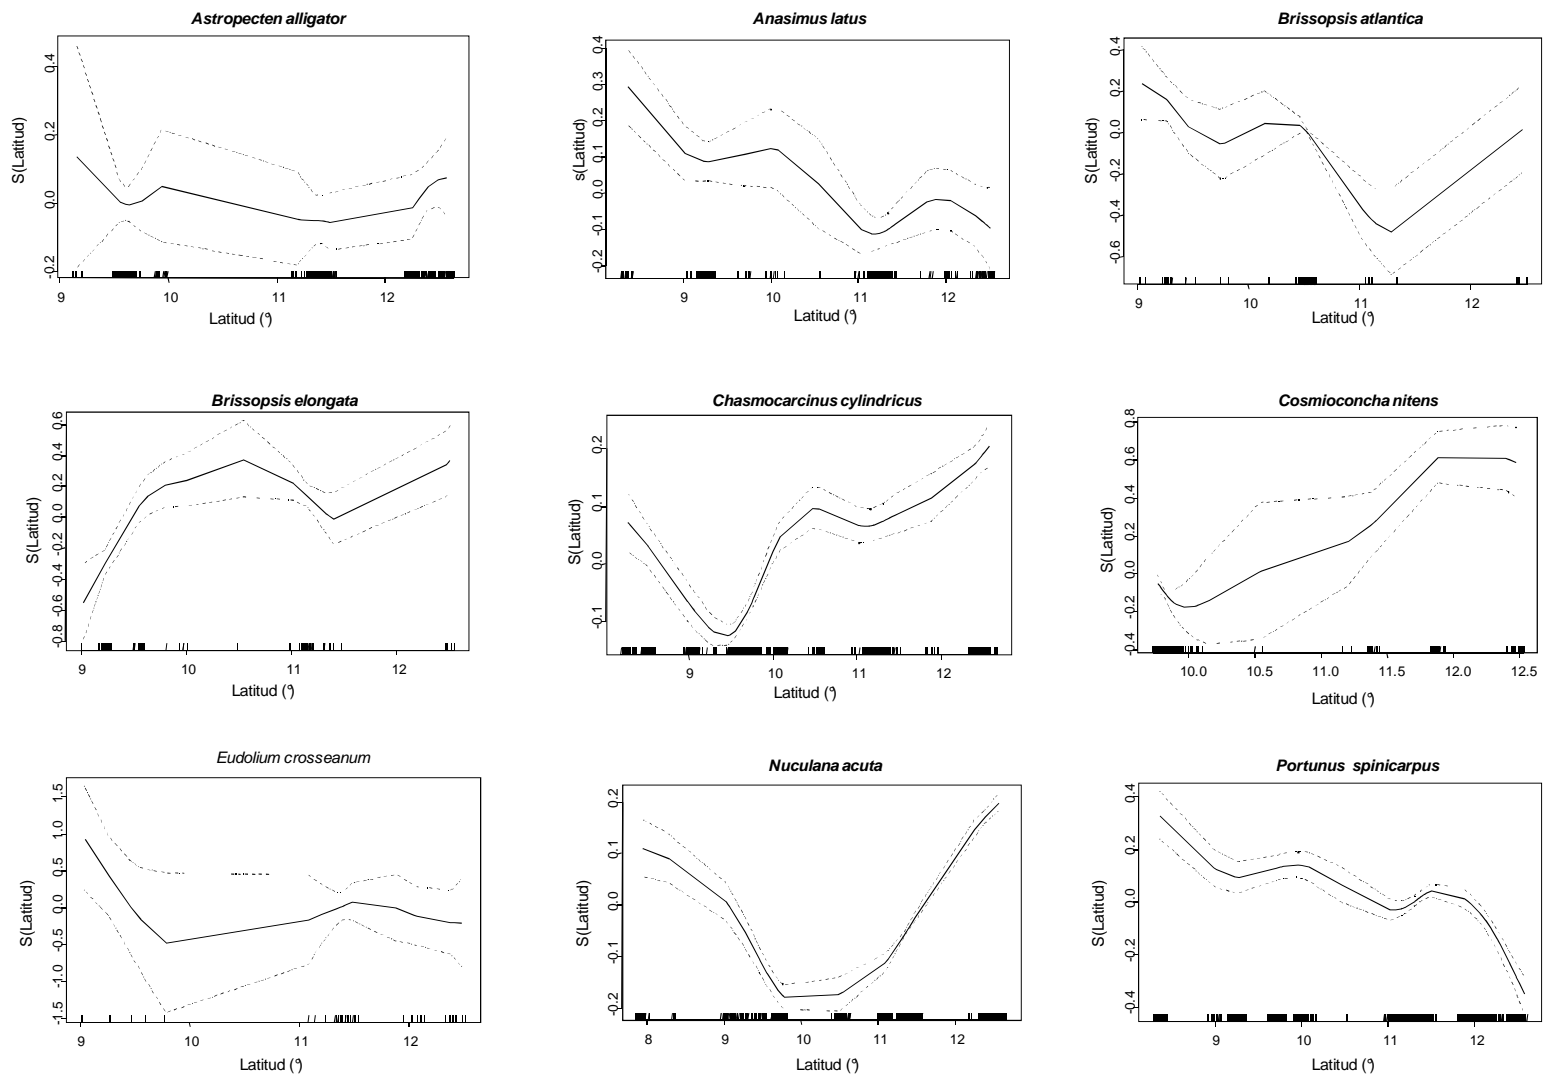 Astropecten alligator
S(Latitud)
0.4
0.2
0.0
-0.2
9 10 11 12
Latitud (°)
Anasimus latus
s(Latitud)
0.4
0.3
0.2
0.1
0.0
-0.1
-0.2
9 10 11 12
Latitud (°)
Brissopsis atlantica
S(Latitud)
0.4
0.2
0.0
-0.2
-0.4
-0.6
9 10 11 12
Latitud (°)
Brissopsis elongata
S(Latitud)
0.6
0.4
0.2
0.0
-0.2
-0.4
-0.6
-0.8
9 10 11 12
Latitud (°)
Chasmocarcinus cylindricus
S(Latitud)
0.2
0.1
0.0
-0.1
9 10 11 12
Latitud (°)
Cosmioconcha nitens
S(Latitud)
0.8
0.6
0.4
0.2
0.0
-0.2
-0.4
10.0 10.5 11.0 11.5 12.0 12.5
Latitud (°)
Eudolium crosseanum
S(Latitud)
1.5
1.0
0.5
0.0
-0.5
-1.0
-1.5
9 10 11 12
Latitud (°)
Nuculana acuta
S(Latitud)
0.2
0.1
0.0
-0.1
-0.2
8 9 10 11 12
Latitud (°)
Portunus spinicarpus
S(Latitud)
0.4
0.2
0.0
-0.2
-0.4
9 10 11 12
Latitud (°)